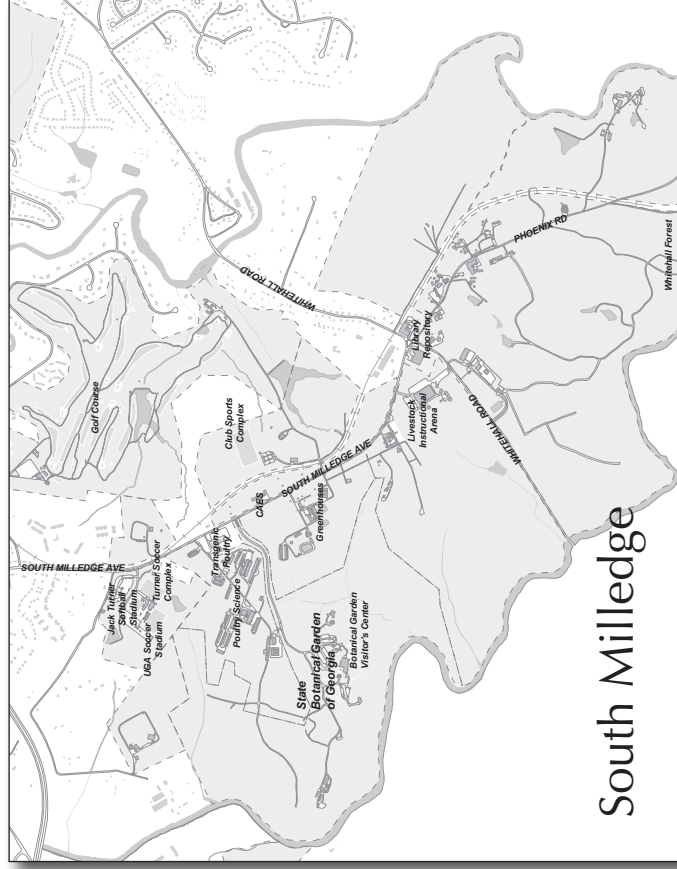 Golf Course
WHITEHALL ROAD
PHOENIX RD
Whitehall Forest
Library
Repository
Club Sports
Complex
SOUTH MILLEDGE AVE
Livestock
Instructional
Arena
WHITEHALL ROAD
CAES
Greenhouses
SOUTH MILLEDGE AVE
Jack Turner
Softball
Stadium
Turner Soccer
Complex
UGA Soccer
Stadium
Transgenic
Poultry
Poultry Science
State
Botanical Garden
of Georgia
Botanical Garden
Visitor's Center
South Milledge